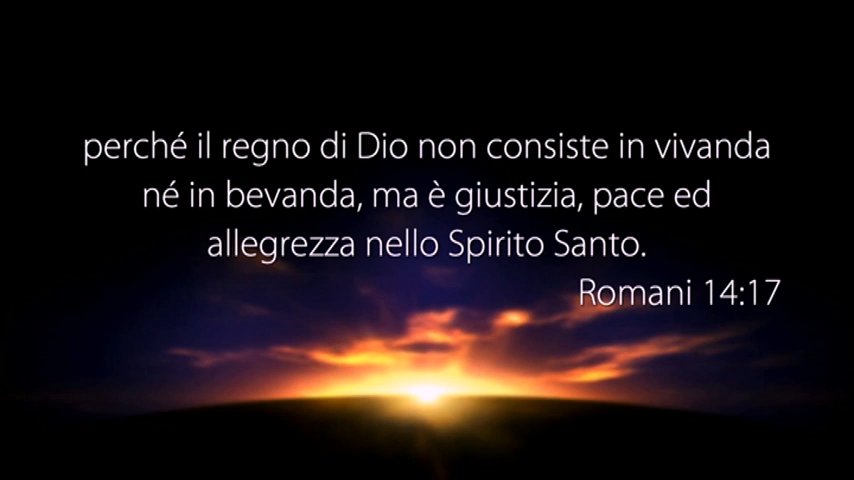 perché il regno di Dio non consiste in vivanda
né in bevanda, ma è giustizia, pace ed
allegrezza nello Spirito Santo.
Romani 14:17